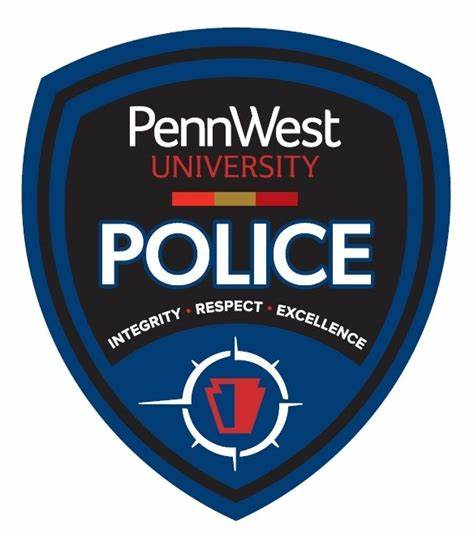 PennWest
UNIVERSITY
POLICE
INTEGRITY • RESPECT • EXCELLENCE